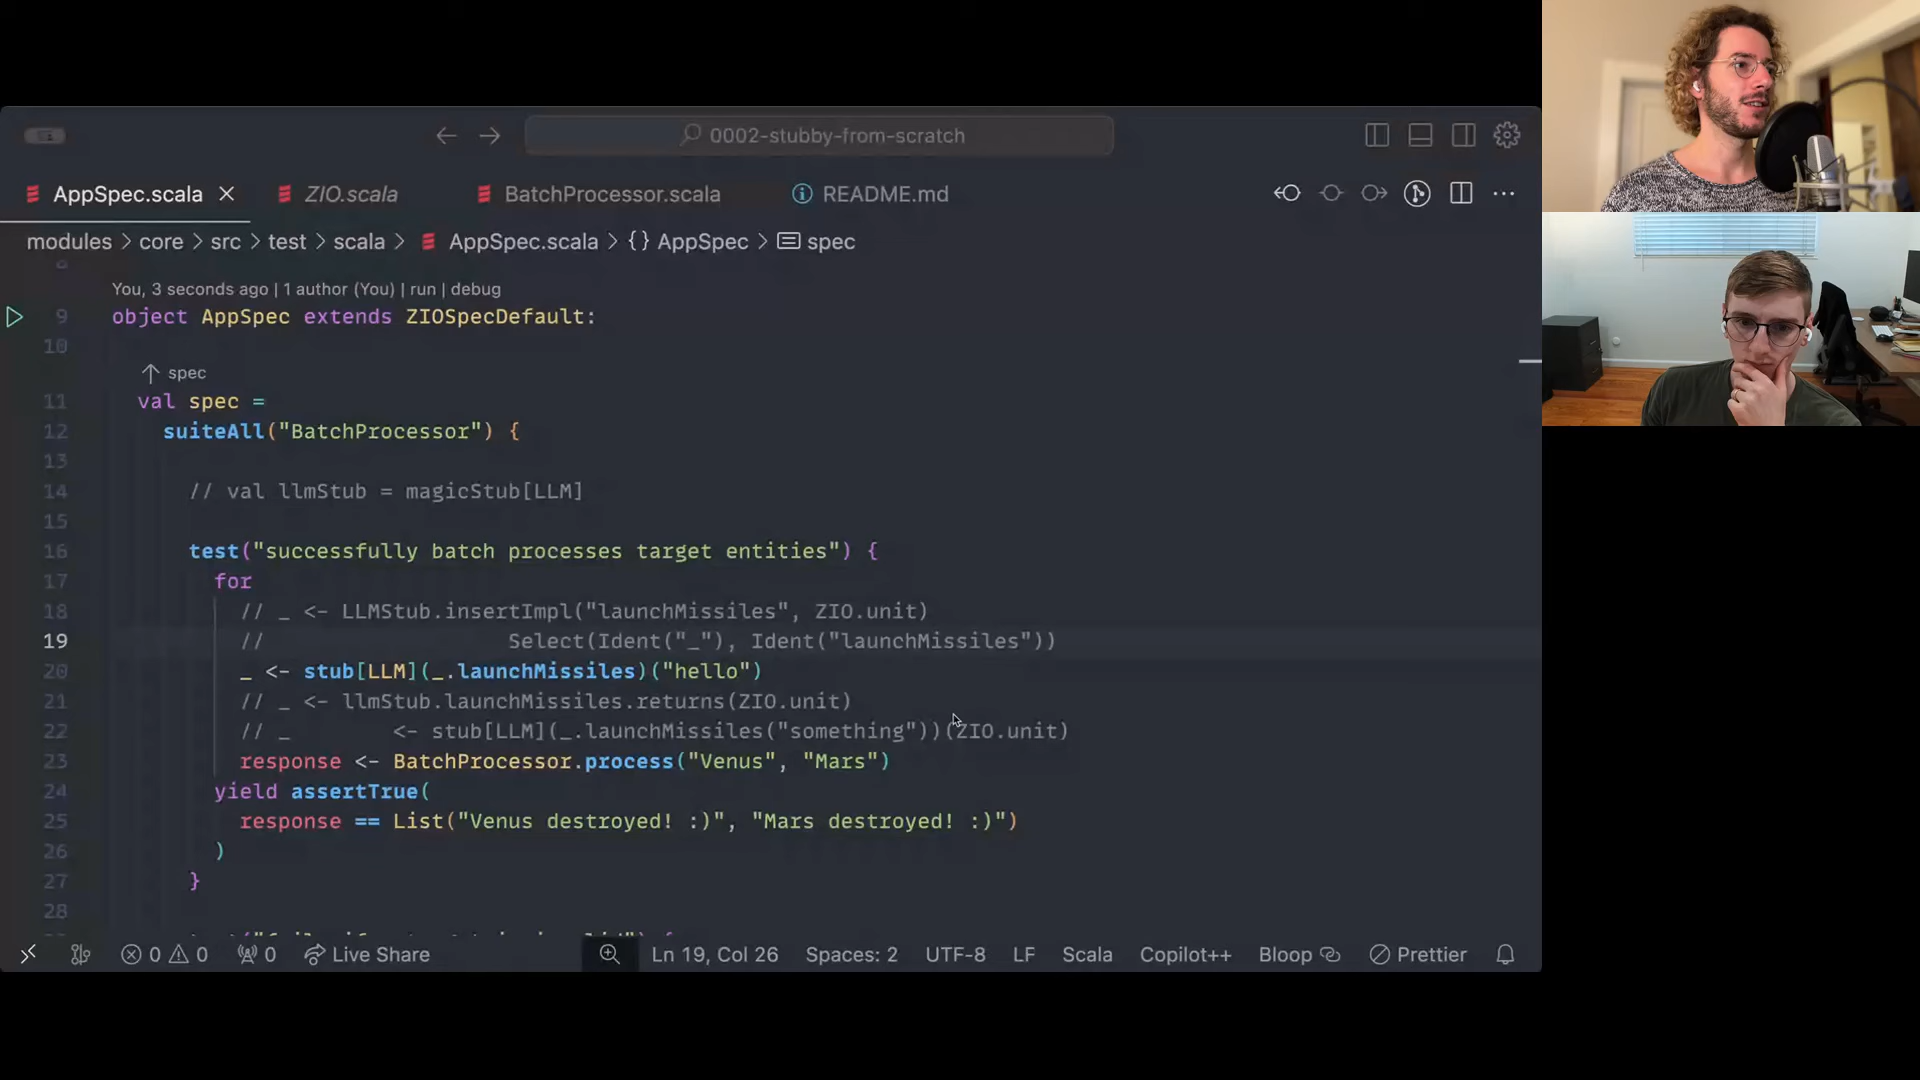 0002-stubby-from-scratch
AppSpec.scala
ZIO.scala
BatchProcessor.scala
README.md
modules > core > src > test > scala > AppSpec.scala > {} AppSpec > spec
8
You, 3 seconds ago | 1 author (You) | run | debug
9 object AppSpec extends ZIOSpecDefault:
10
↑ spec
11 val spec =
12 suiteAll("BatchProcessor") {
13
14 // val llmStub = magicStub[LLM]
15
16 test("successfully batch processes target entities") {
17 for
18 // _ <- LLMStub.insertImpl("launchMissiles", ZIO.unit)
19 // Select(Ident("_"), Ident("launchMissiles"))
20 _ <- stub[LLM](_.launchMissiles)("hello")
21 // _ <- llmStub.launchMissiles.returns(ZIO.unit)
22 // _ <- stub[LLM](_.launchMissiles("something"))(ZIO.unit)
23 response <- BatchProcessor.process("Venus", "Mars")
24 yield assertTrue(
25 response == List("Venus destroyed! :)", "Mars destroyed! :)")
26 )
27 }
28
0 0 0 Live Share Ln 19, Col 26 Spaces: 2 UTF-8 LF Scala Copilot++ Bloop Prettier